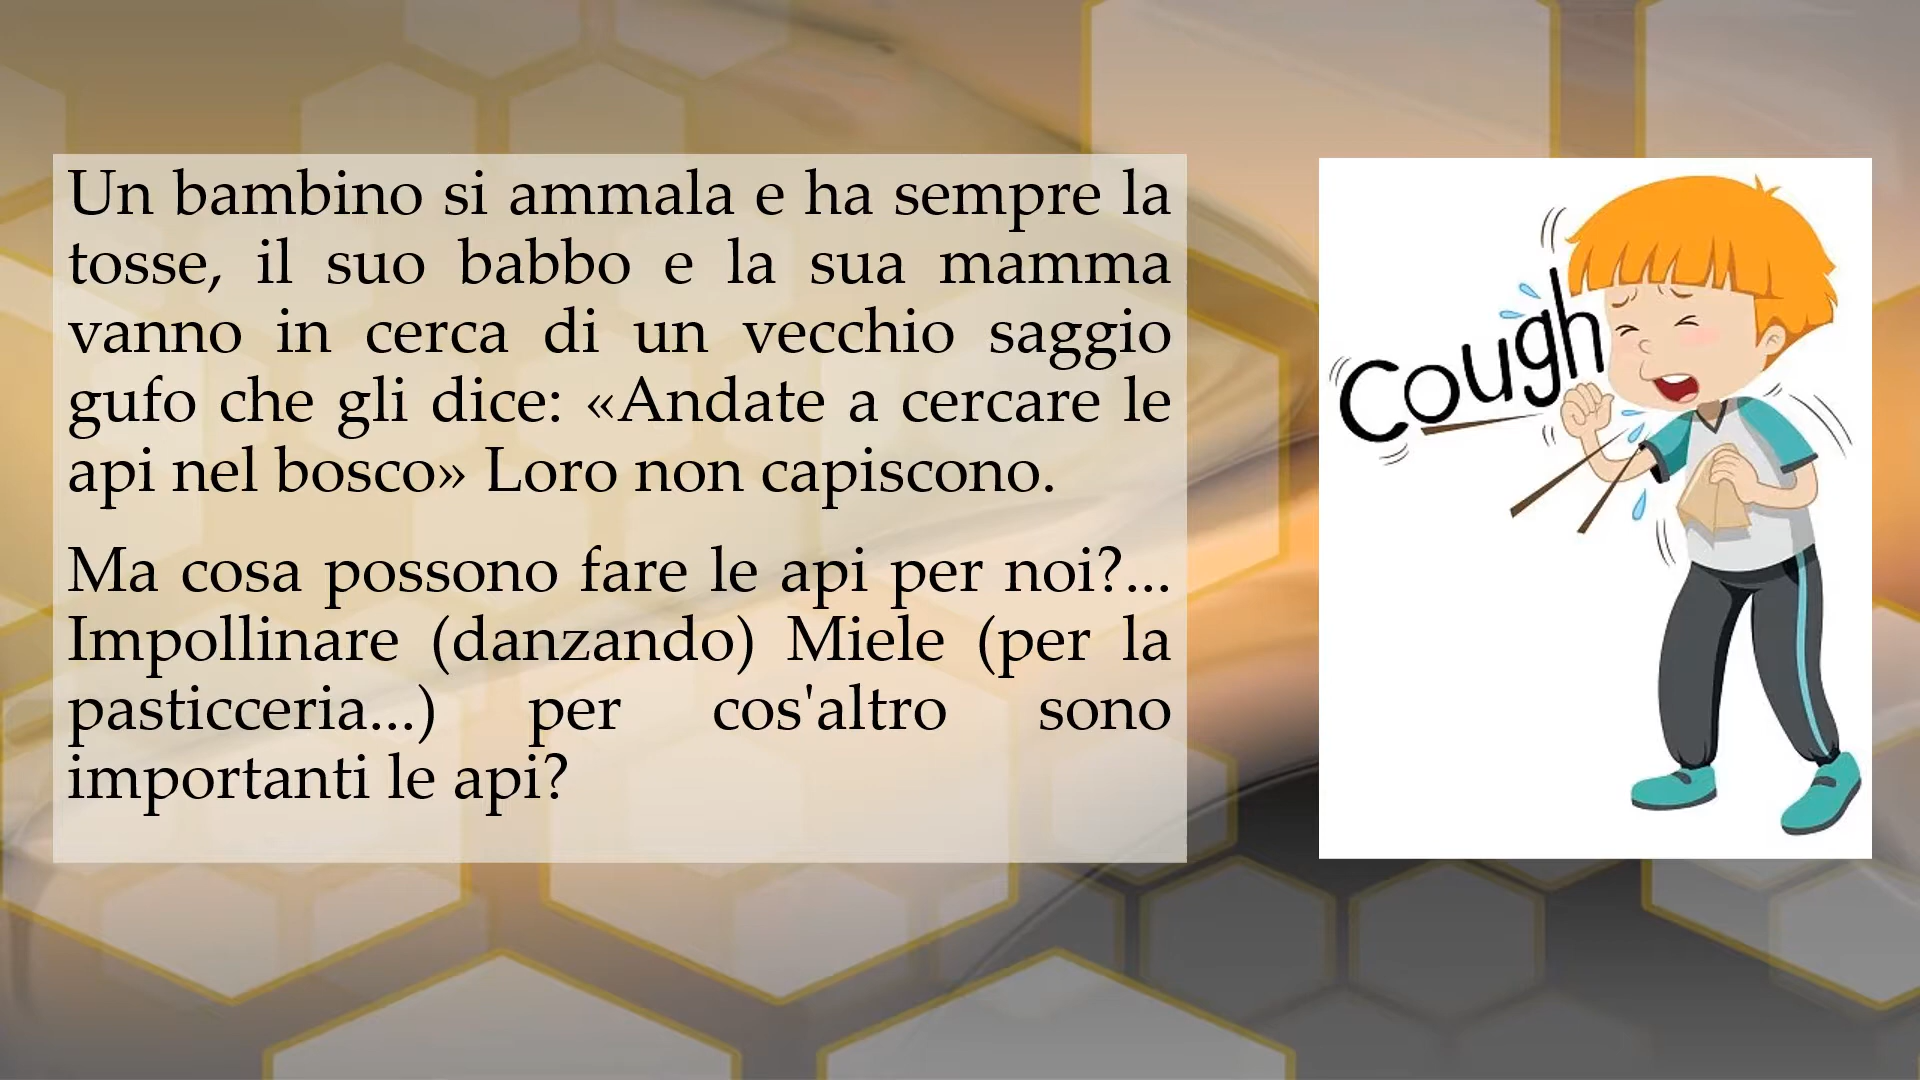 Un bambino si ammala e ha sempre la
tosse, il suo babbo e la sua mamma
vanno in cerca di un vecchio saggio
gufo che gli dice: «Andate a cercare le
api nel bosco» Loro non capiscono.
Ma cosa possono fare le api per noi?...
Impollinare (danzando) Miele (per la
pasticceria...) per cos'altro sono
importanti le api?
Cough